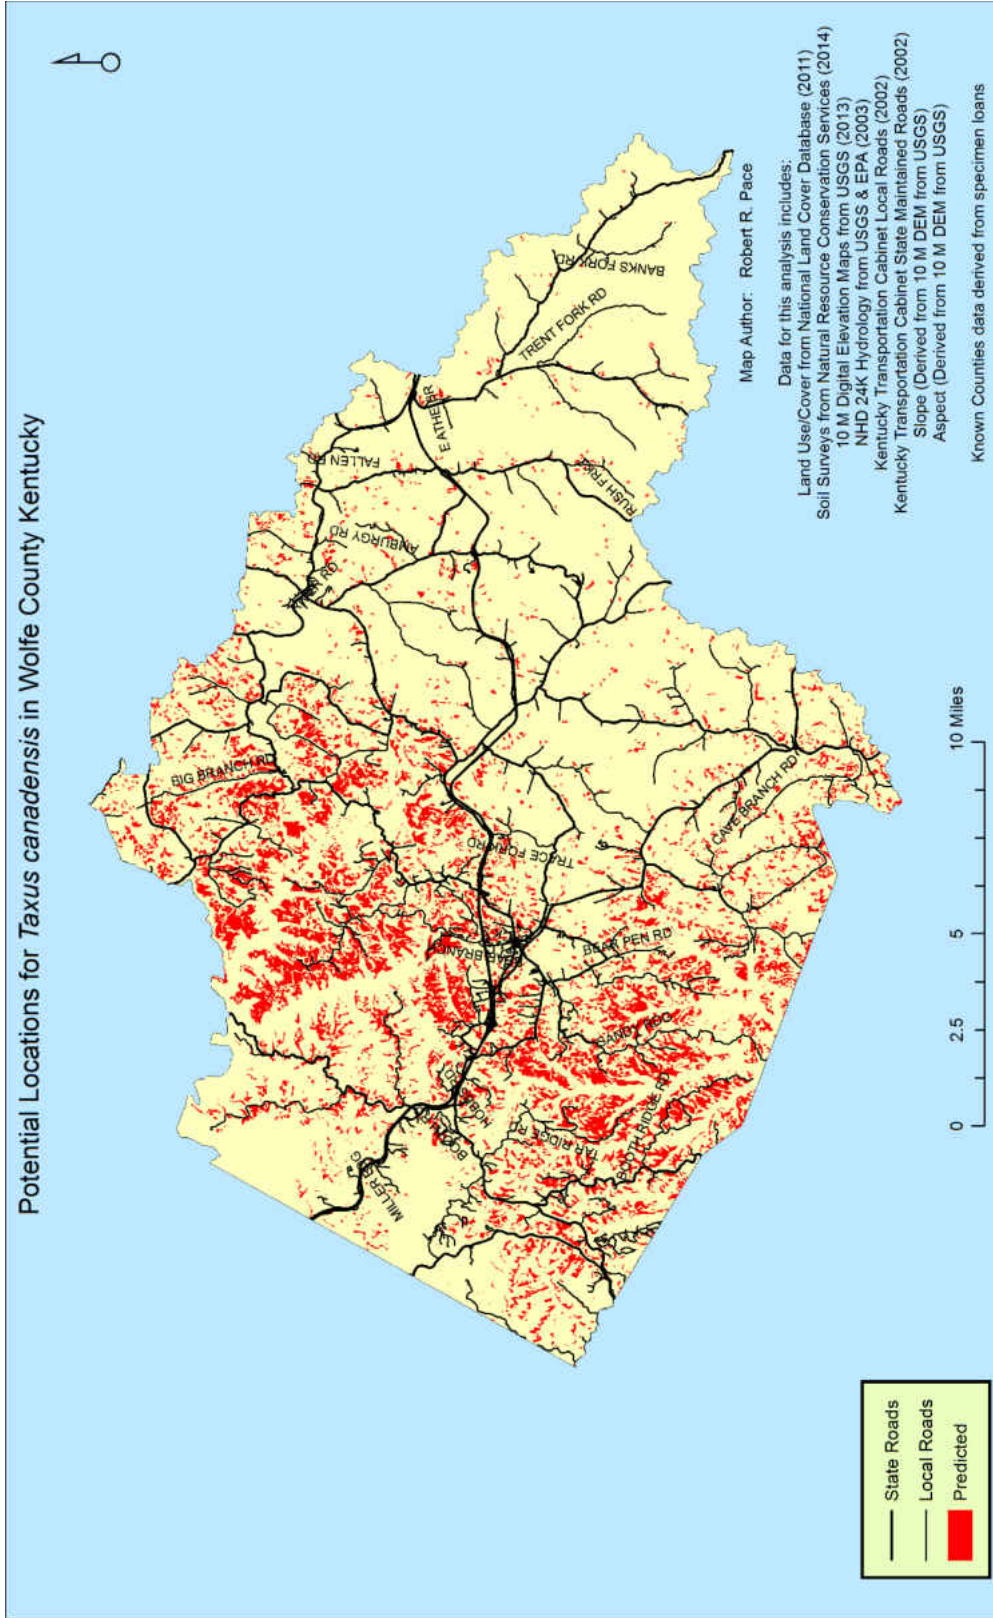 Potential Locations for Taxus canadensis in Wolfe County Kentucky
BIG BRANCH RD
FALLEN RD
AMBURGY RD
E ATHEL BR
TRENT FORK RD
BANKS FORK RD
RUSH FRK
TRACE FORK RD
CAVE BRANCH RD
BEAR PEN RD
SANDY RDG
TAR RIDGE RD
BOOTH RIDGE RD
MILLER RDG
Map Author: Robert R. Pace
Data for this analysis includes:
Land Use/Cover from National Land Cover Database (2011)
Soil Surveys from Natural Resource Conservation Services (2014)
10 M Digital Elevation Maps from USGS (2013)
NHD 24K Hydrology from USGS & EPA (2003)
Kentucky Transportation Cabinet Local Roads (2002)
Kentucky Transportation Cabinet State Maintained Roads (2002)
Slope (Derived from 10 M DEM from USGS)
Aspect (Derived from 10 M DEM from USGS)
Known Counties data derived from specimen loans
State Roads
Local Roads
Predicted
0 2.5 5 10 Miles